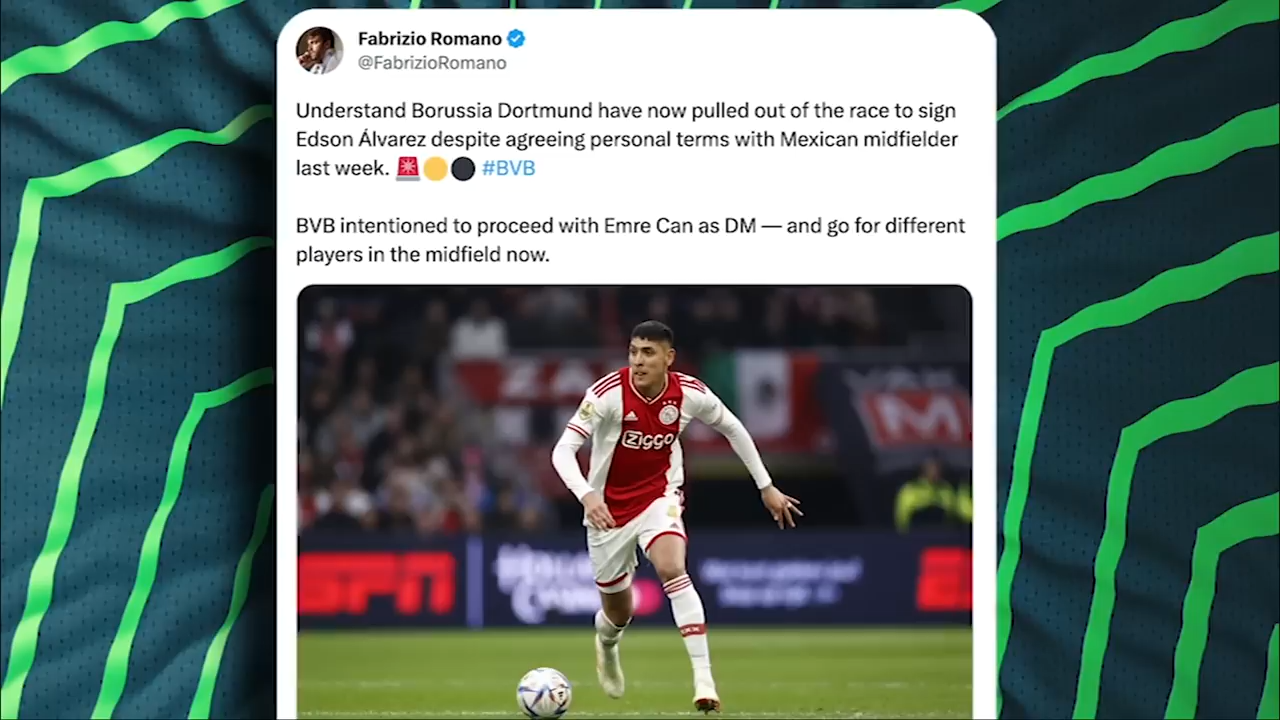 Fabrizio Romano
@FabrizioRomano
Understand Borussia Dortmund have now pulled out of the race to sign
Edson Álvarez despite agreeing personal terms with Mexican midfielder
last week. 🚨🟡⚫ #BVB
BVB intentioned to proceed with Emre Can as DM — and go for different
players in the midfield now.
Ziggo
ESPN